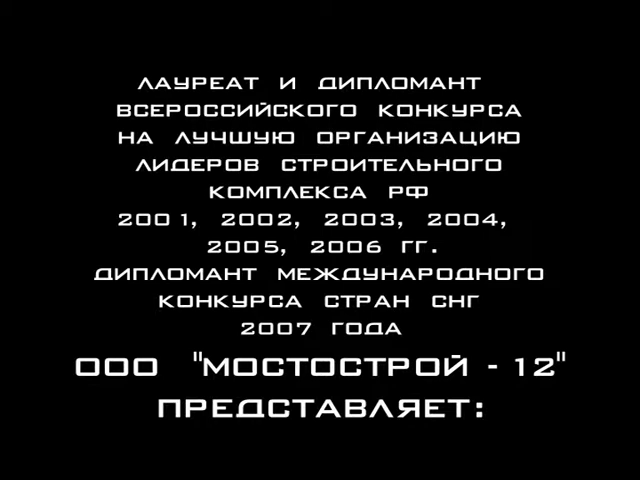 ЛАУРЕАТ И ДИПЛОМАНТ
ВСЕРОССИЙСКОГО КОНКУРСА
НА ЛУЧШУЮ ОРГАНИЗАЦИЮ
ЛИДЕРОВ СТРОИТЕЛЬНОГО
КОМПЛЕКСА РФ
2001, 2002, 2003, 2004,
2005, 2006 ГГ.
ДИПЛОМАНТ МЕЖДУНАРОДНОГО
КОНКУРСА СТРАН СНГ
2007 ГОДА
ООО "МОСТОСТРОЙ - 12"
ПРЕДСТАВЛЯЕТ: